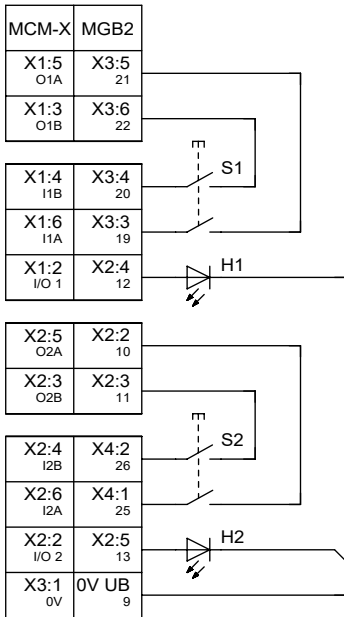 MCM-X MGB2
X1:5 X3:5
O1A 21
X1:3 X3:6
O1B 22
S1
X1:4 X3:4
I1B 20
X1:6 X3:3
I1A 19
X1:2 X2:4 H1
I/O 1 12
X2:5 X2:2
O2A 10
X2:3 X2:3
O2B 11
S2
X2:4 X4:2
I2B 26
X2:6 X4:1
I2A 25
X2:2 X2:5 H2
I/O 2 13
X3:1 0V UB
0V 9